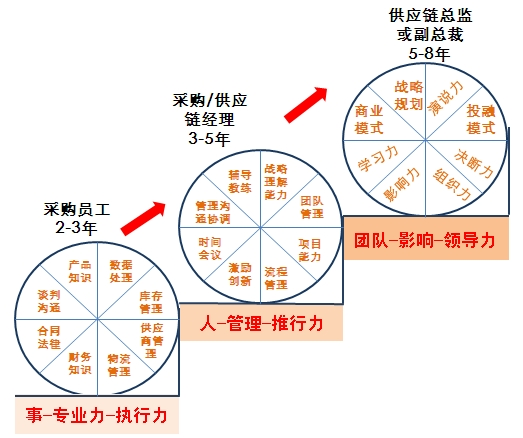 供应链总监
或副总裁
5-8年
战略
规划
演说力
商业
模式
投融
模式
学习力
决断力
影响力
组织力
团队-影响-领导力
采购/供应
链经理
3-5年
辅导
教练
战略
理解
能力
管理沟
通协调
团队
管理
时间
会议
项目
能力
激励
创新
流程
管理
人-管理-推行力
采购员工
2-3年
产品
知识
数据
处理
谈判
沟通
库存
管理
合同
法律
供应
商管
理
财务
知识
物流
管理
事-专业力-执行力